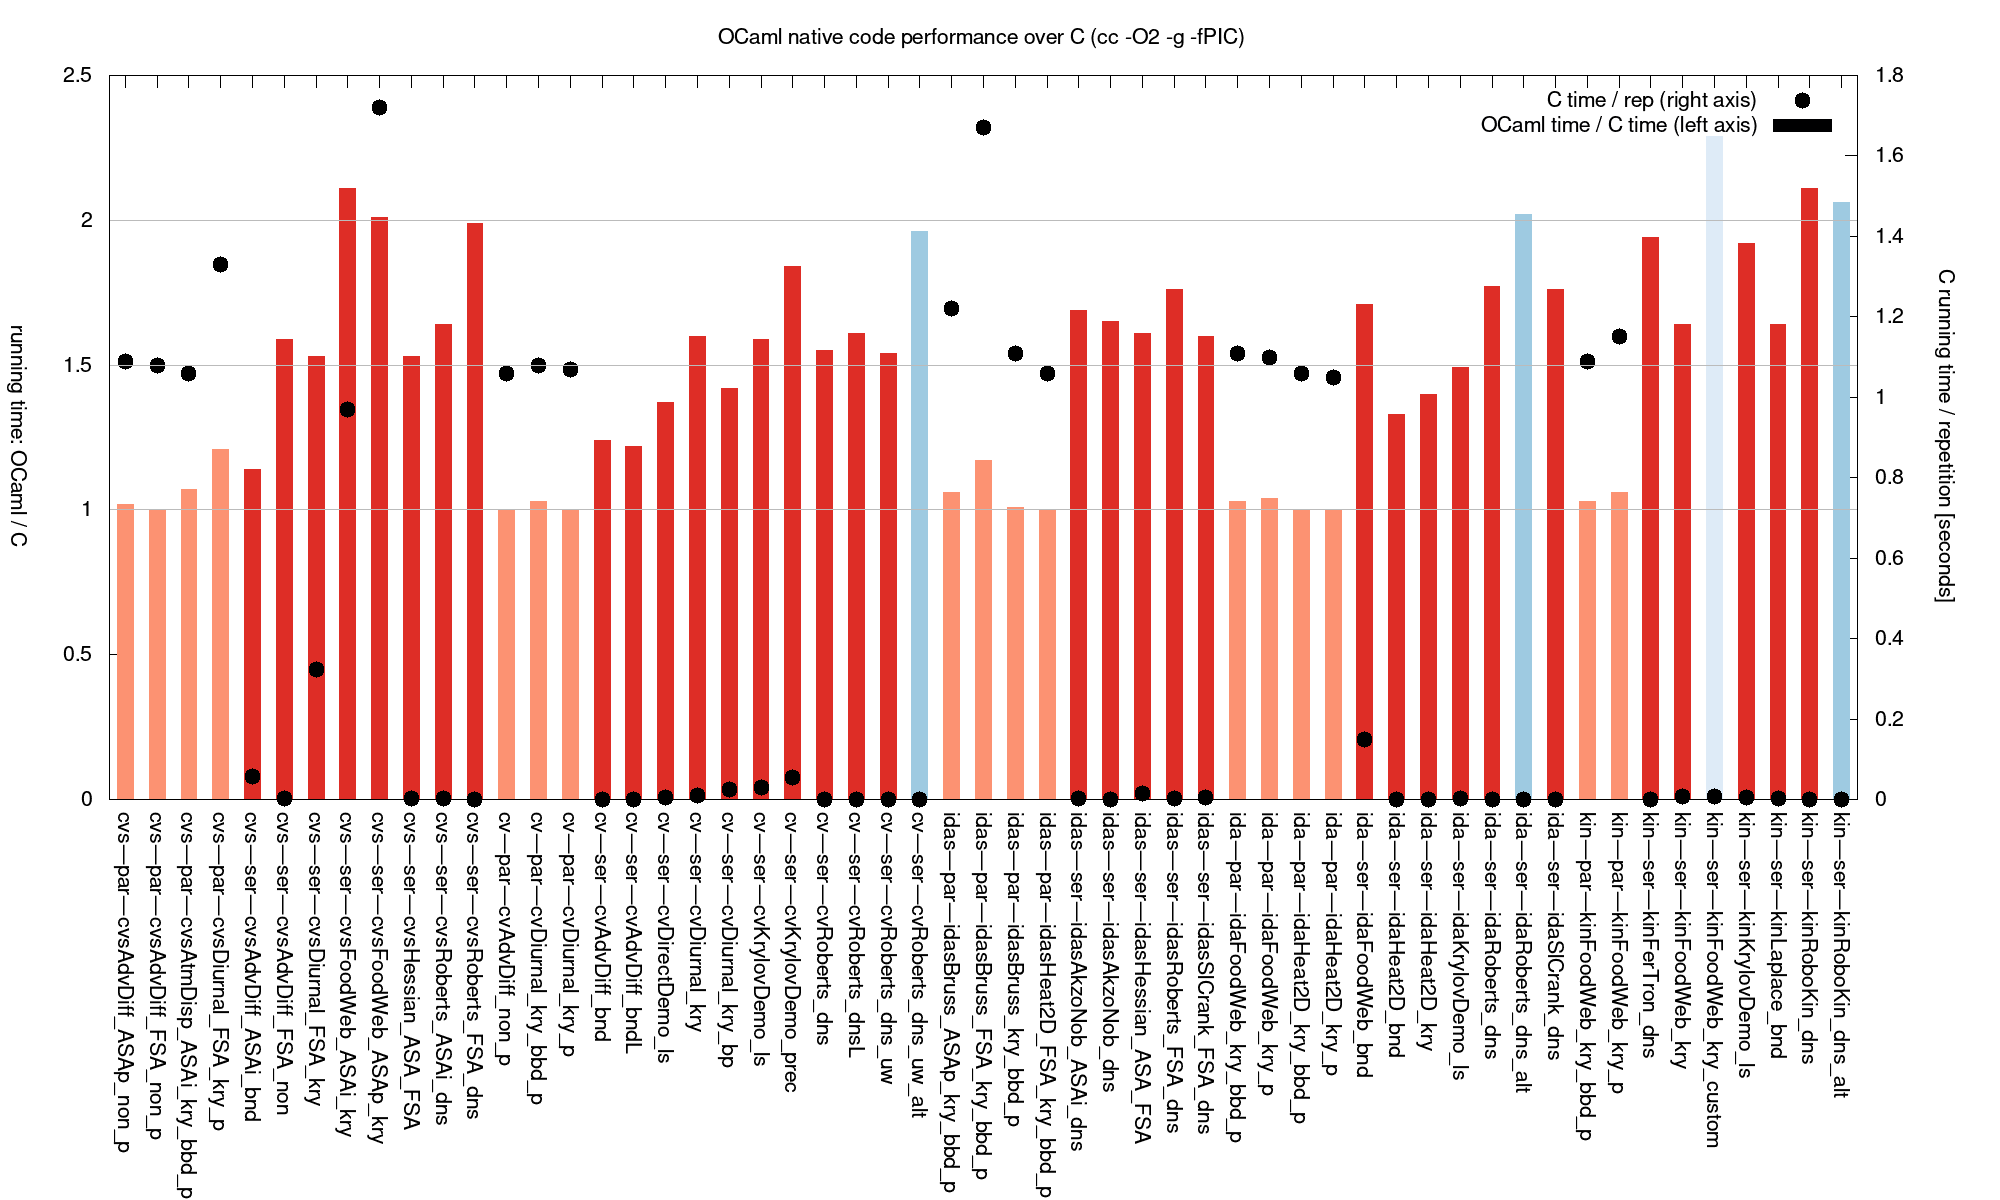 OCaml native code performance over C (cc -O2 -g -fPIC)
C time / rep (right axis)
OCaml time / C time (left axis)
running time: OCaml / C
2.5
2
1.5
1
0.5
0
1.8
1.6
1.4
1.2
1
0.8
0.6
0.4
0.2
0
C running time / repetition [seconds]
cvs—par—cvsAdvDiff_ASAp_non_p
cvs—par—cvsAdvDiff_FSA_non_p
cvs—par—cvsAtmDisp_ASAi_kry_bbd_p
cvs—par—cvsDiurnal_FSA_kry_p
cvs—ser—cvsAdvDiff_ASAi_bnd
cvs—ser—cvsAdvDiff_FSA_non
cvs—ser—cvsDiurnal_FSA_kry
cvs—ser—cvsFoodWeb_ASAi_kry
cvs—ser—cvsFoodWeb_ASAp_kry
cvs—ser—cvsHessian_ASA_FSA
cvs—ser—cvsRoberts_ASAi_dns
cvs—ser—cvsRoberts_FSA_dns
cv—par—cvAdvDiff_non_p
cv—par—cvDiurnal_kry_bbd_p
cv—par—cvDiurnal_kry_p
cv—ser—cvAdvDiff_bnd
cv—ser—cvAdvDiff_bndL
cv—ser—cvDirectDemo_ls
cv—ser—cvDiurnal_kry
cv—ser—cvDiurnal_kry_bp
cv—ser—cvKrylovDemo_ls
cv—ser—cvKrylovDemo_prec
cv—ser—cvRoberts_dns
cv—ser—cvRoberts_dnsL
cv—ser—cvRoberts_dns_uw
cv—ser—cvRoberts_dns_uw_alt
idas—par—idasBruss_ASAp_kry_bbd_p
idas—par—idasBruss_FSA_kry_bbd_p
idas—par—idasBruss_kry_bbd_p
idas—par—idasHeat2D_FSA_kry_bbd_p
idas—ser—idasAkzoNob_ASAi_dns
idas—ser—idasAkzoNob_dns
idas—ser—idasHessian_ASA_FSA
idas—ser—idasRoberts_FSA_dns
idas—ser—idasSlCrank_FSA_dns
ida—par—idaFoodWeb_kry_bbd_p
ida—par—idaFoodWeb_kry_p
ida—par—idaHeat2D_kry_bbd_p
ida—par—idaHeat2D_kry_p
ida—ser—idaFoodWeb_bnd
ida—ser—idaHeat2D_bnd
ida—ser—idaHeat2D_kry
ida—ser—idaKrylovDemo_ls
ida—ser—idaRoberts_dns
ida—ser—idaRoberts_dns_alt
ida—ser—idaSlCrank_dns
kin—par—kinFoodWeb_kry_bbd_p
kin—par—kinFoodWeb_kry_p
kin—ser—kinFerTron_dns
kin—ser—kinFoodWeb_kry
kin—ser—kinFoodWeb_kry_custom
kin—ser—kinKrylovDemo_ls
kin—ser—kinLaplace_bnd
kin—ser—kinRoboKin_dns
kin—ser—kinRoboKin_dns_alt